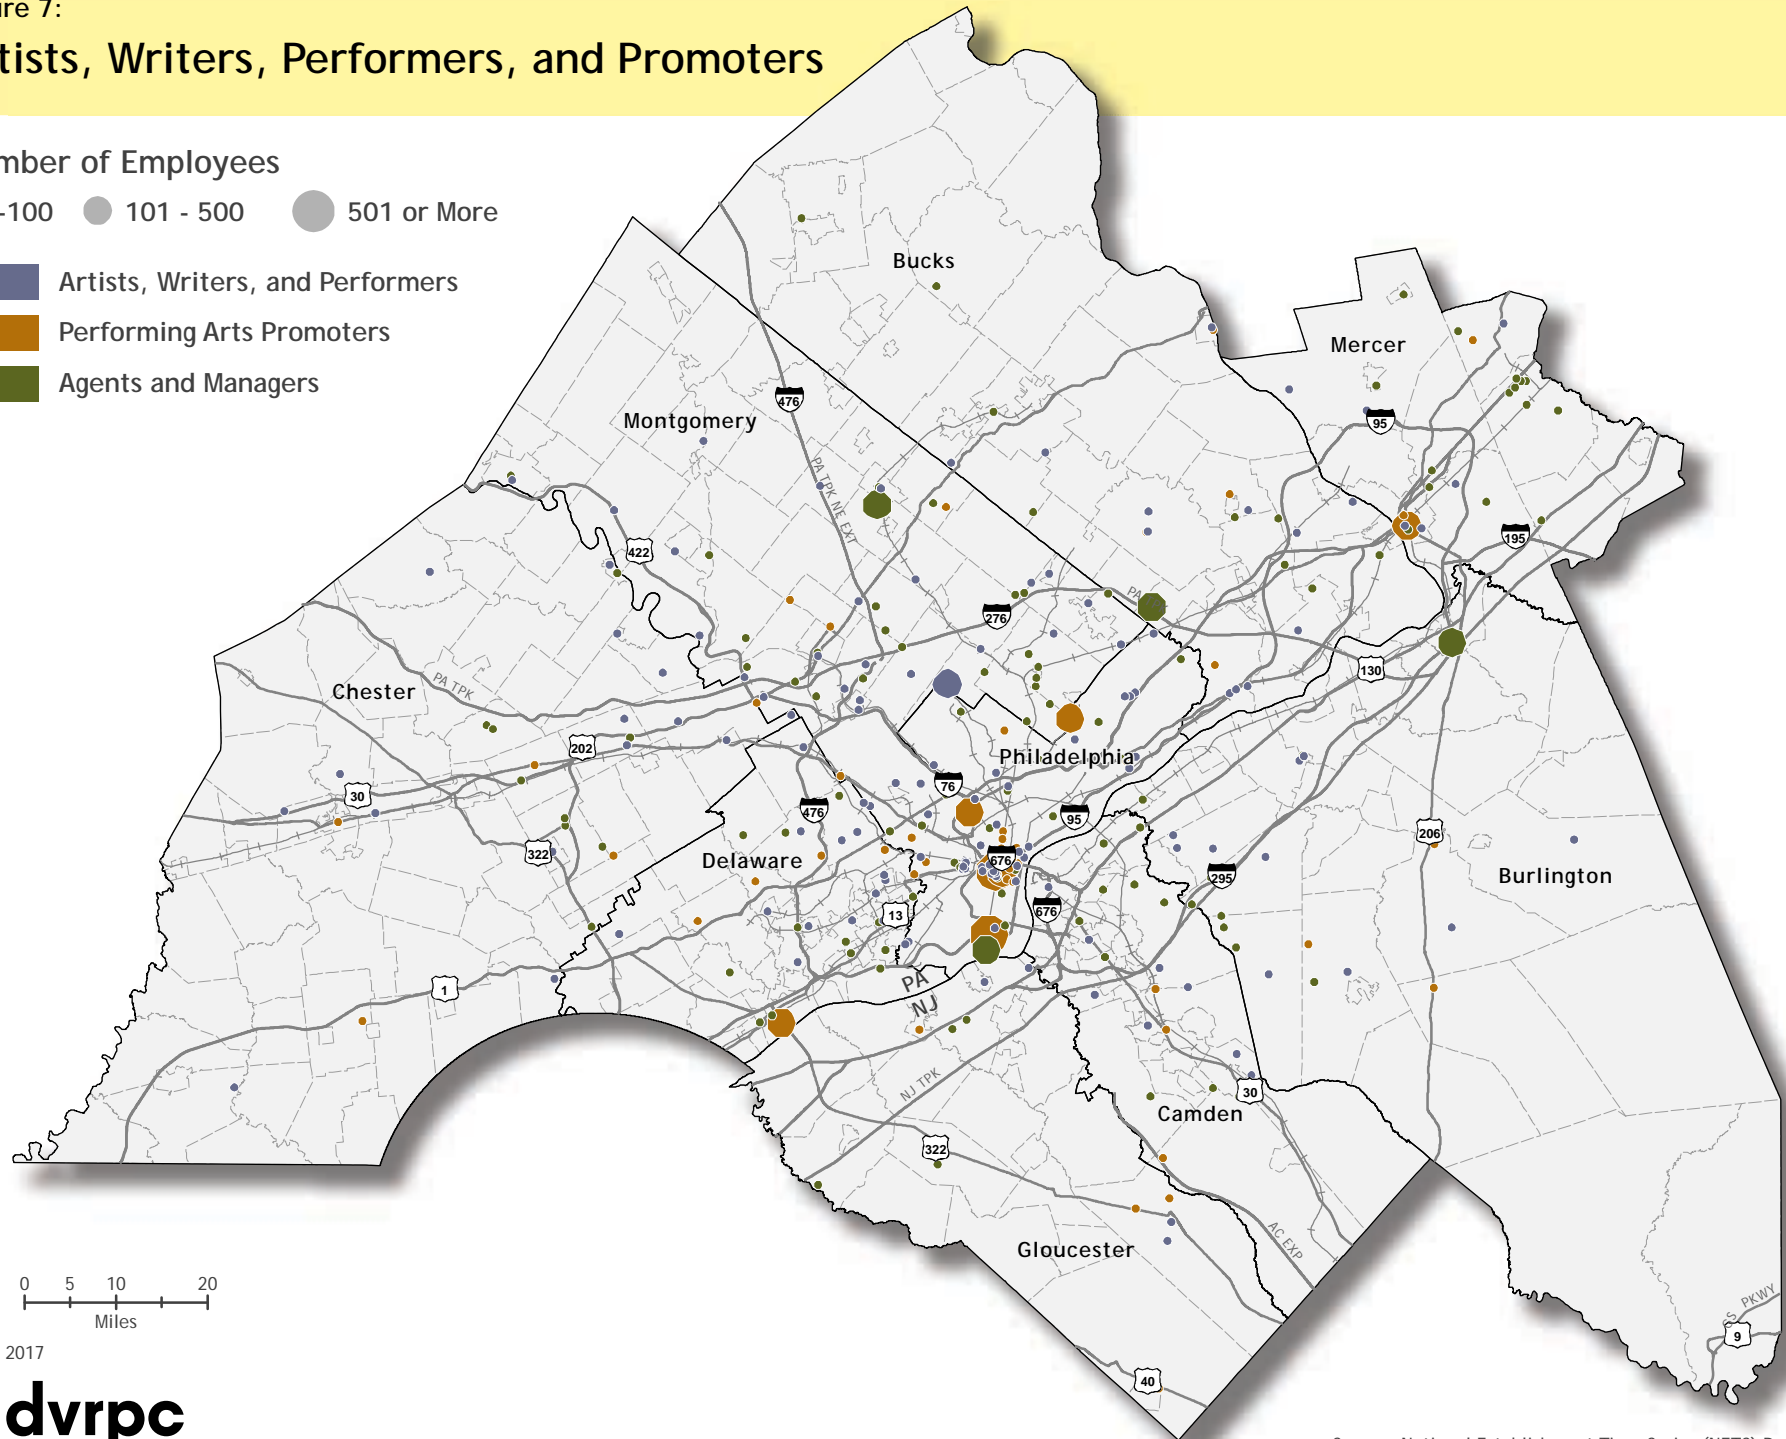 ure 7:
tists, Writers, Performers, and Promoters
mber of Employees
-100 101 - 500 501 or More
Artists, Writers, and Performers
Performing Arts Promoters
Agents and Managers
Bucks
Mercer
Montgomery
476
95
PA TPK NE EXT
422
195
276
PA
130
Chester
PA TPK
202
Philadelphia
30
76
476
95
206
322
Delaware
676
295
Burlington
13
676
1
PA
NJ
NJ TPK
30
Camden
322
Gloucester
AC EXP
GS PKWY
9
40
0 5 10 20
Miles
2017
dvrpc